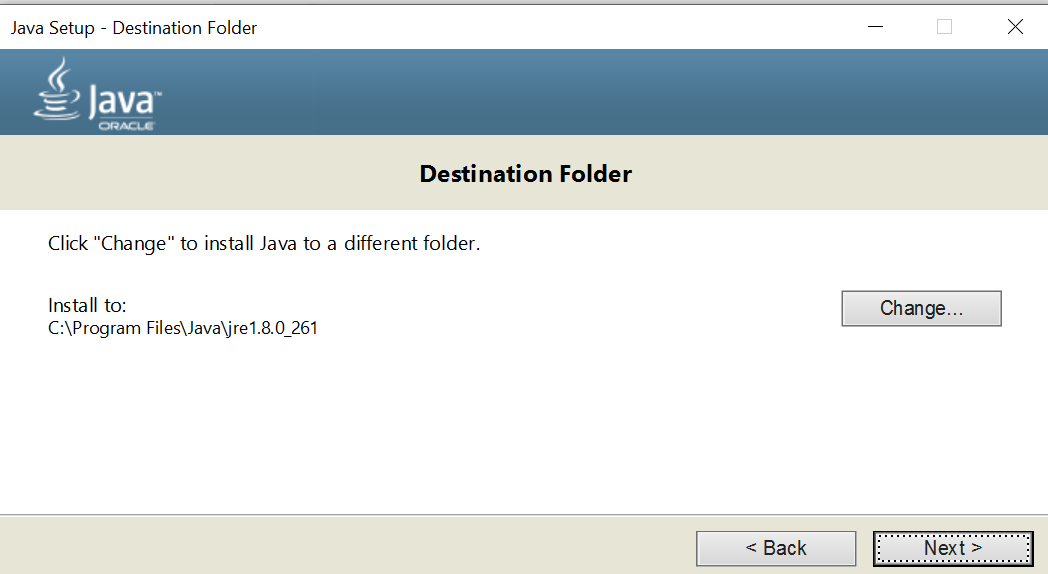 Java Setup - Destination Folder
Java™
ORACLE
Destination Folder
Click "Change" to install Java to a different folder.
Install to:
C:\Program Files\Java\jre1.8.0_261
Change...
< Back
Next >